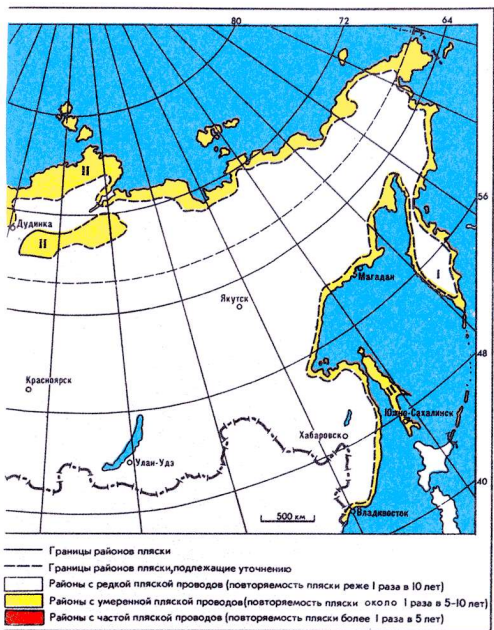 80 72 64
II
Дудинка
II
56
I
Магадан
Якутск
48
Красноярск
Южно-Сахалинск
Хабаровск
Улан-Удэ
40
500 км
Владивосток
Границы районов пляски
Границы районов пляски,подлежащие уточнению
Районы с редкой пляской проводов (повторяемость пляски реже 1 раза в 10 лет)
Районы с умеренной пляской проводов(повторяемость пляски около 1 раза в 5-10 лет)
Районы с частой пляской проводов (повторяемость пляски более 1 раза в 5 лет)